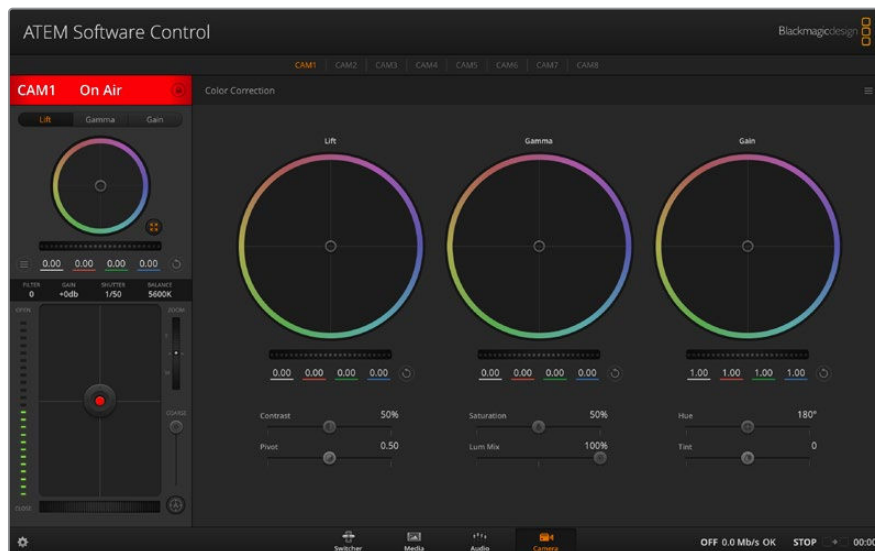 ATEM Software Control
Blackmagicdesign
CAM1 CAM2 CAM3 CAM4 CAM5 CAM6 CAM7 CAM8
CAM1 On Air
Color Correction
Lift Gamma Gain
Lift Gamma Gain
0.00 0.00 0.00 0.00
FILTER GAIN SHUTTER BALANCE
0 +0db 1/50 5600K
OPEN ZOOM
COARSE
CLOSE
0.00 0.00 0.00 0.00
0.00 0.00 0.00 0.00
1.00 1.00 1.00 1.00
Contrast 50%
Saturation 50%
Hue 180°
Pivot 0.50
Lum Mix 100%
Tint 0
Switcher Media Audio Camera
OFF 0.0 Mb/s OK STOP 00:00